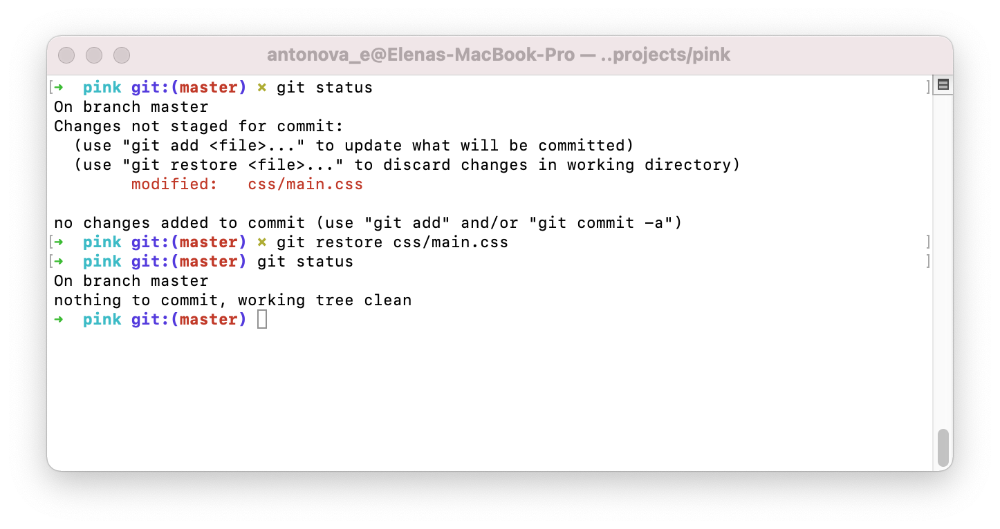 antonova_e@Elenas-MacBook-Pro — ..projects/pink
[➜  pink git:(master) ✗ git status ]
On branch master
Changes not staged for commit:
  (use "git add <file>..." to update what will be committed)
  (use "git restore <file>..." to discard changes in working directory)
        modified:   css/main.css

no changes added to commit (use "git add" and/or "git commit -a")
[➜  pink git:(master) ✗ git restore css/main.css ]
[➜  pink git:(master) git status ]
On branch master
nothing to commit, working tree clean
➜  pink git:(master)